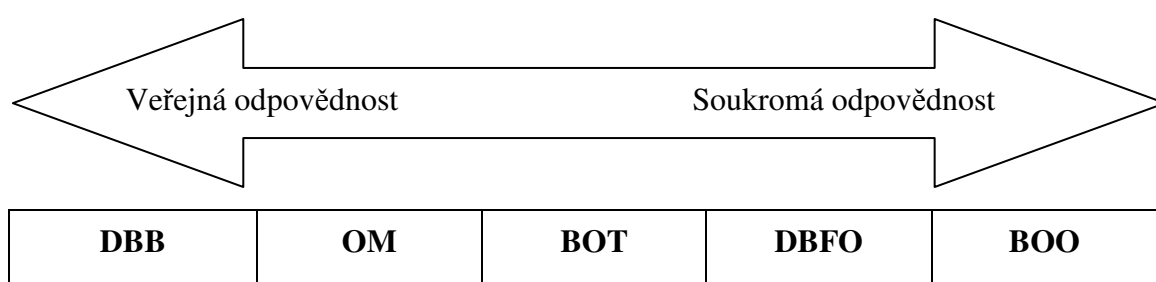 Veřejná odpovědnost Soukromá odpovědnost
DBB OM BOT DBFO BOO